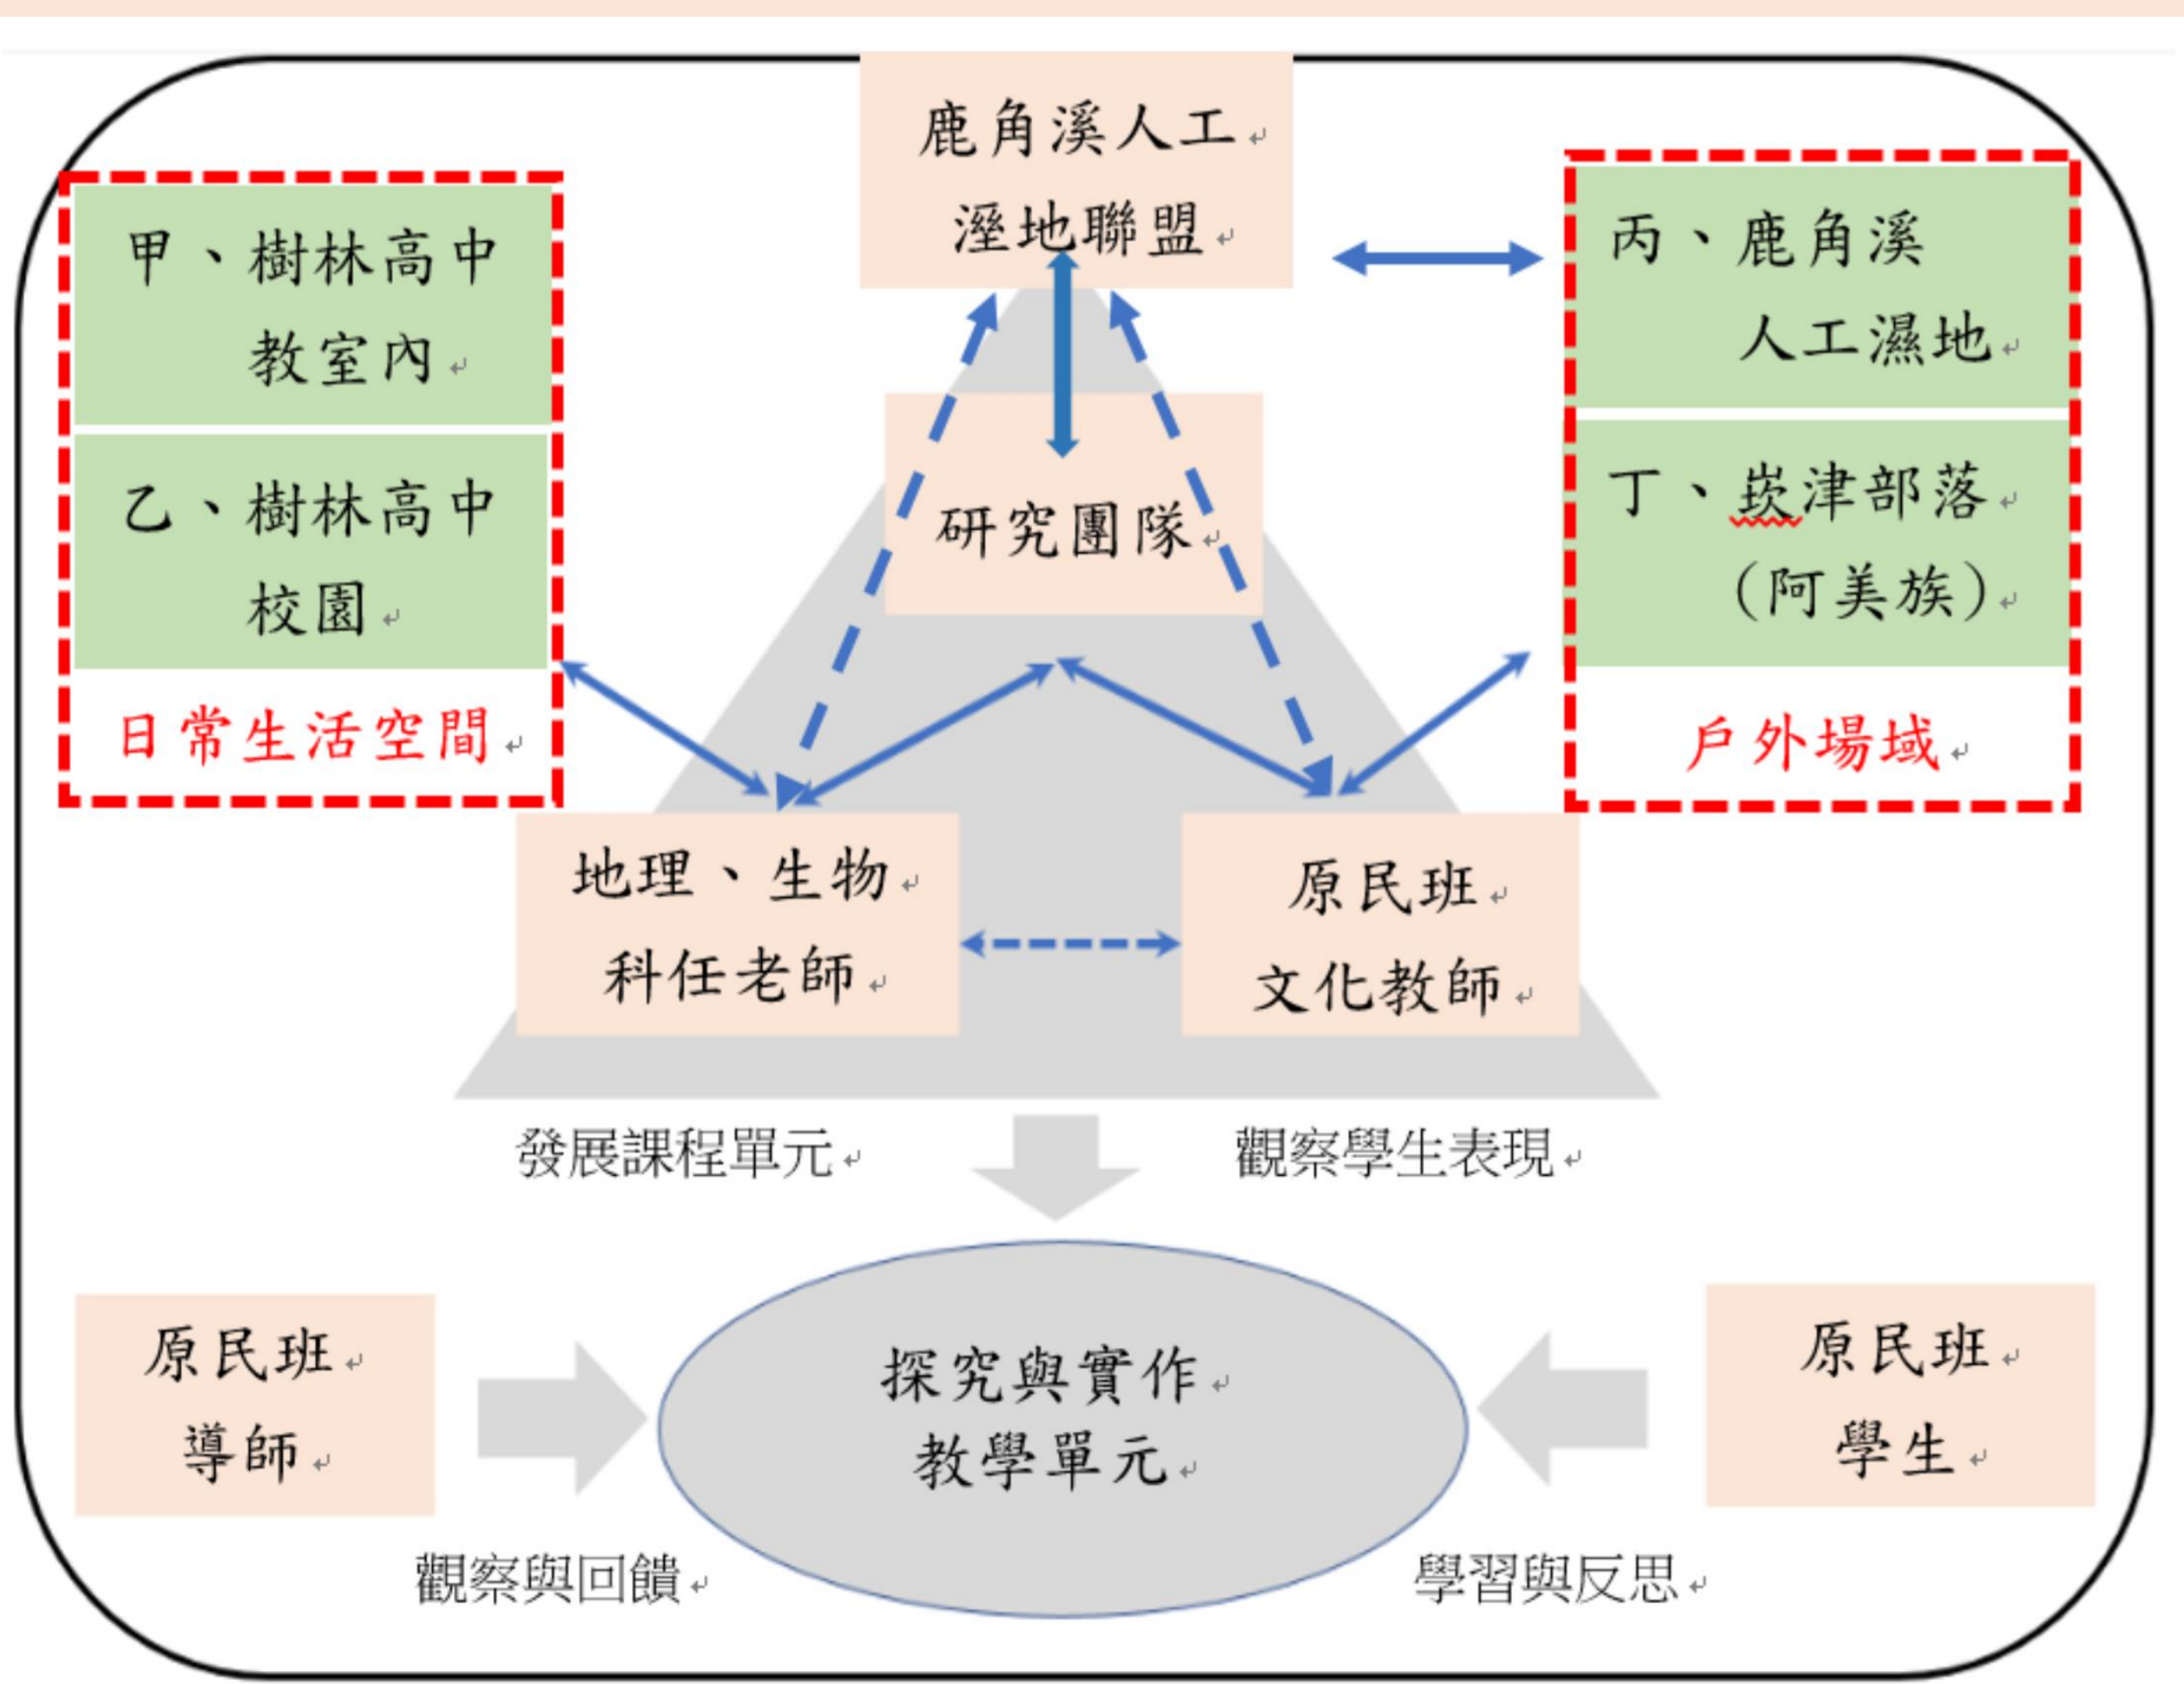 鹿角溪人工
溼地聯盟
甲、樹林高中
教室內
乙、樹林高中
校園
日常生活空間
研究團隊
丙、鹿角溪
人工濕地
丁、崁津部落
（阿美族）
戶外場域
地理、生物
科任老師
原民班
文化教師
發展課程單元
觀察學生表現
原民班
導師
探究與實作
教學單元
原民班
學生
觀察與回饋
學習與反思